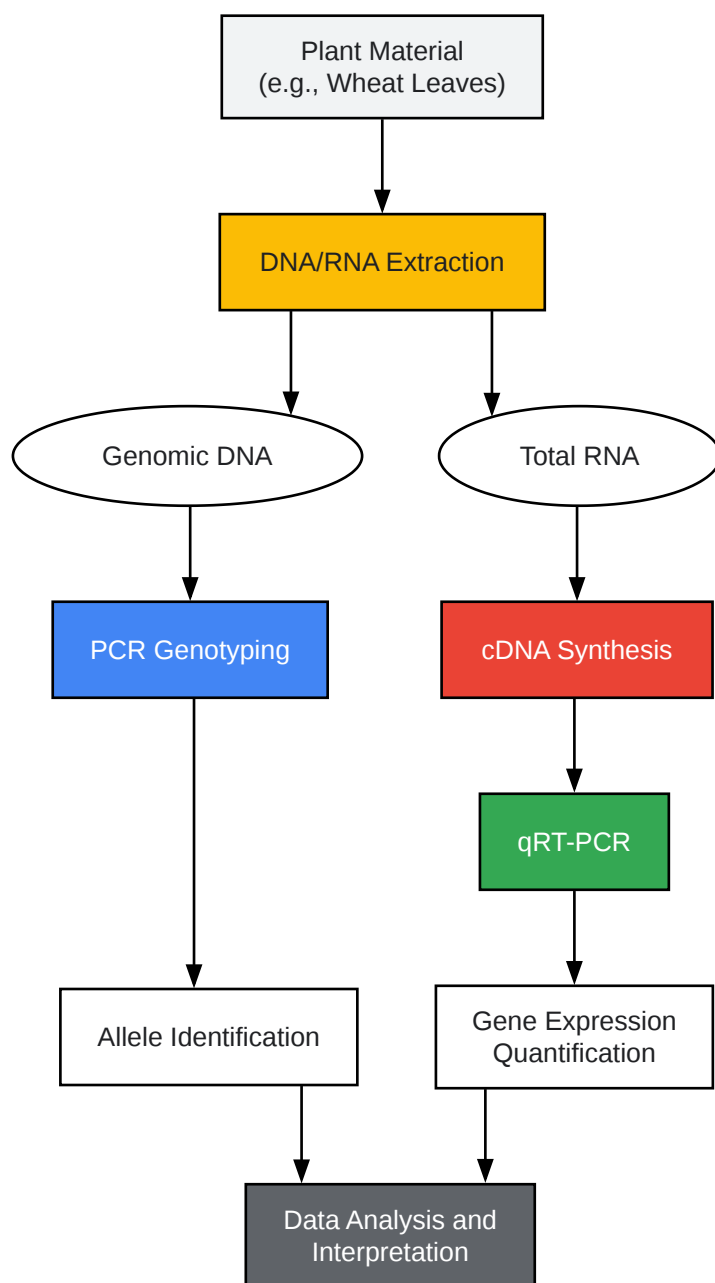 Plant Material
(e.g., Wheat Leaves)
DNA/RNA Extraction
Genomic DNA
Total RNA
PCR Genotyping
cDNA Synthesis
qRT-PCR
Allele Identification
Gene Expression
Quantification
Data Analysis and
Interpretation